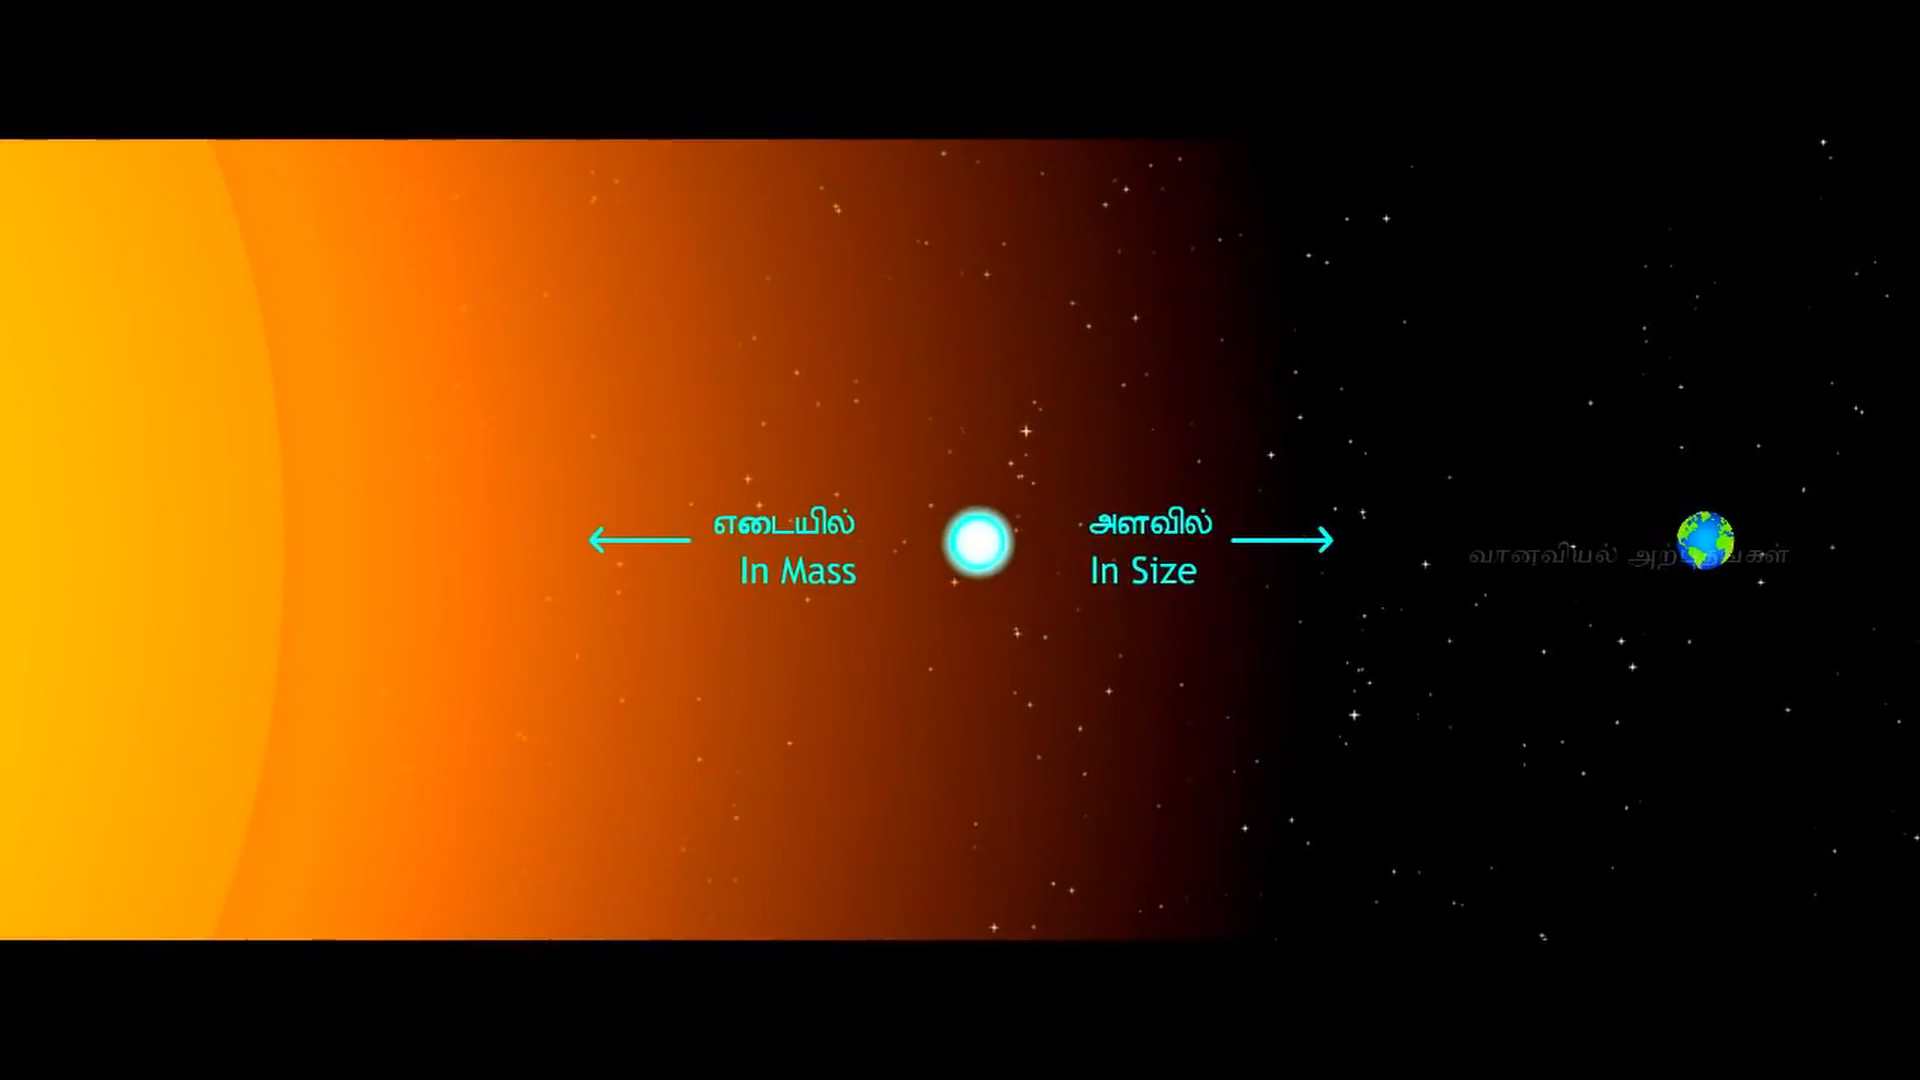 எடையில்
In Mass
அளவில்
In Size
வானவியல்